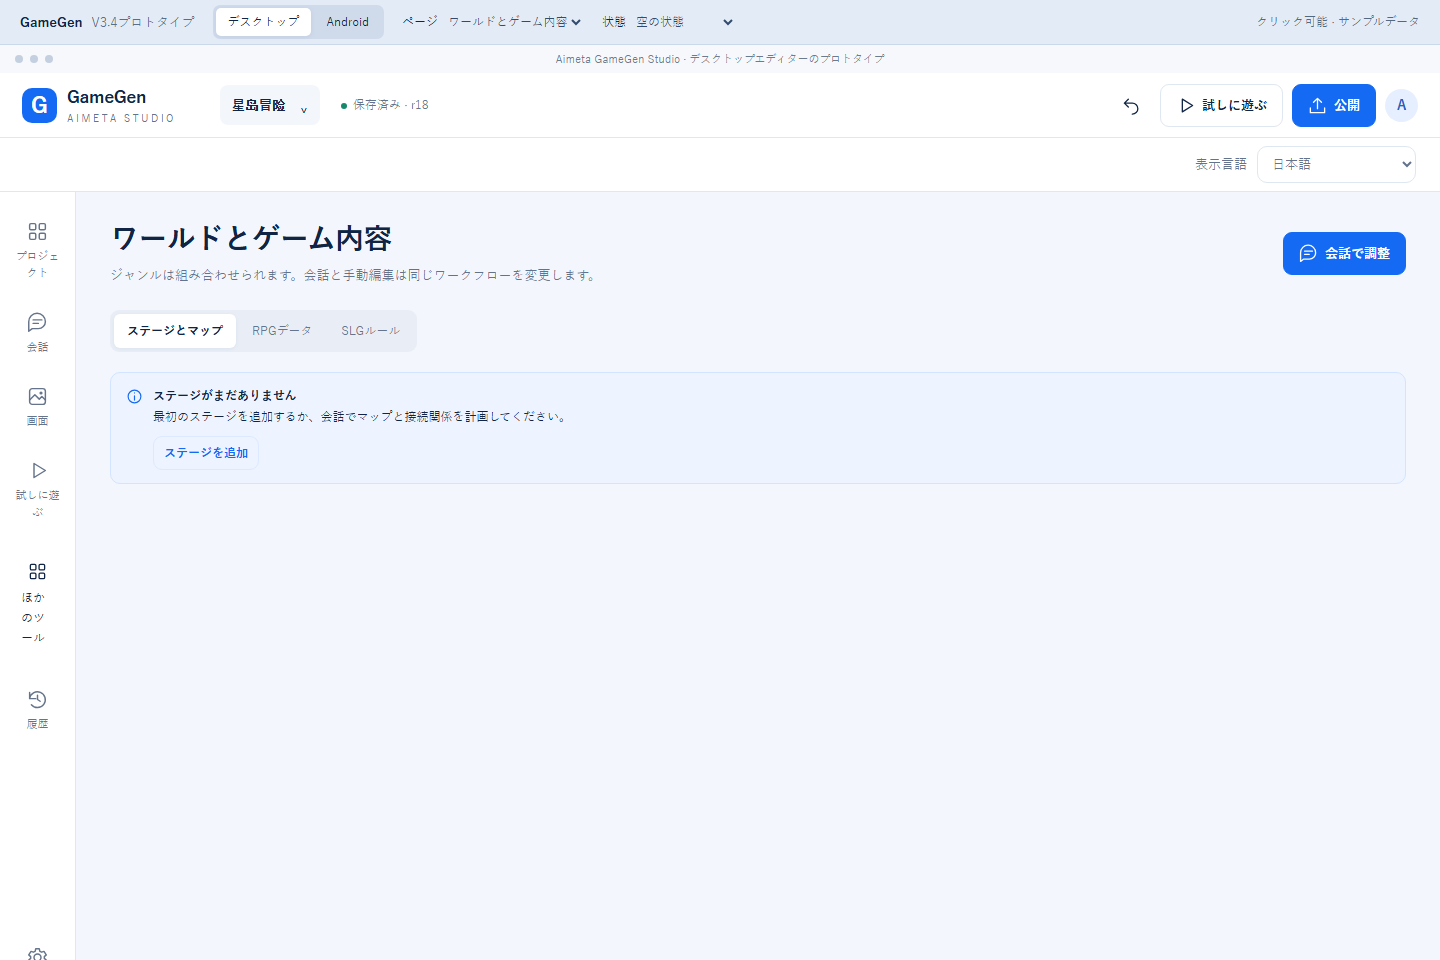 GameGen V3.4プロトタイプ デスクトップ Android ページ ワールドとゲーム内容 状態 空の状態 クリック可能 · サンプルデータ
Aimeta GameGen Studio · デスクトップエディターのプロトタイプ
G GameGen
AIMETA STUDIO
星岛冒险
保存済み · r18
試しに遊ぶ
公開
A
表示言語 日本語
プロジェ
クト
会話
画面
試しに遊
ぶ
ほか
のツ
ール
履歴
ワールドとゲーム内容
ジャンルは組み合わせられます。会話と手動編集は同じワークフローを変更します。
会話で調整
ステージとマップ RPGデータ SLGルール
ステージがまだありません
最初のステージを追加するか、会話でマップと接続関係を計画してください。
ステージを追加